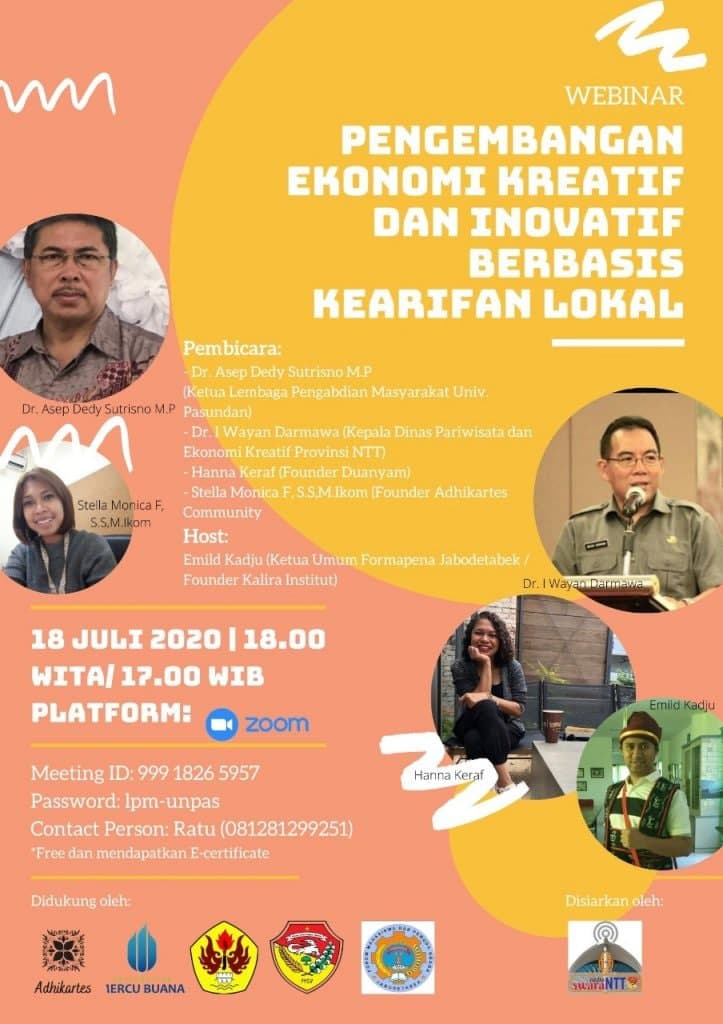 WEBINAR
PENGEMBANGAN
EKONOMI KREATIF
DAN INOVATIF
BERBASIS
KEARIFAN LOKAL
Dr. Asep Dedy Sutrisno M.P
Pembicara:
- Dr. Asep Dedy Sutrisno M.P
(Ketua Lembaga Pengabdian Masyarakat Univ.
Pasundan)
- Dr. I Wayan Darmawa (Kepala Dinas Pariwisata dan
Ekonomi Kreatif Provinsi NTT)
- Hanna Keraf (Founder Duanyam)
- Stella Monica F, S.S,M.Ikom (Founder Adhikartes
Community
Host:
Emild Kadju (Ketua Umum Formapena Jabodetabek /
Founder Kalira Institut)
Stella Monica F,
S.S,M.Ikom
Dr. I Wayan Darmawa
18 JULI 2020 | 18.00
WITA/ 17.00 WIB
PLATFORM:
zoom
Hanna Keraf
Emild Kadju
Meeting ID: 999 1826 5957
Password: lpm-unpas
Contact Person: Ratu (081281299251)
*Free dan mendapatkan E-certificate
Didukung oleh:
Disiarkan oleh:
Adhikartes
MERCU BUANA
swaraNTT